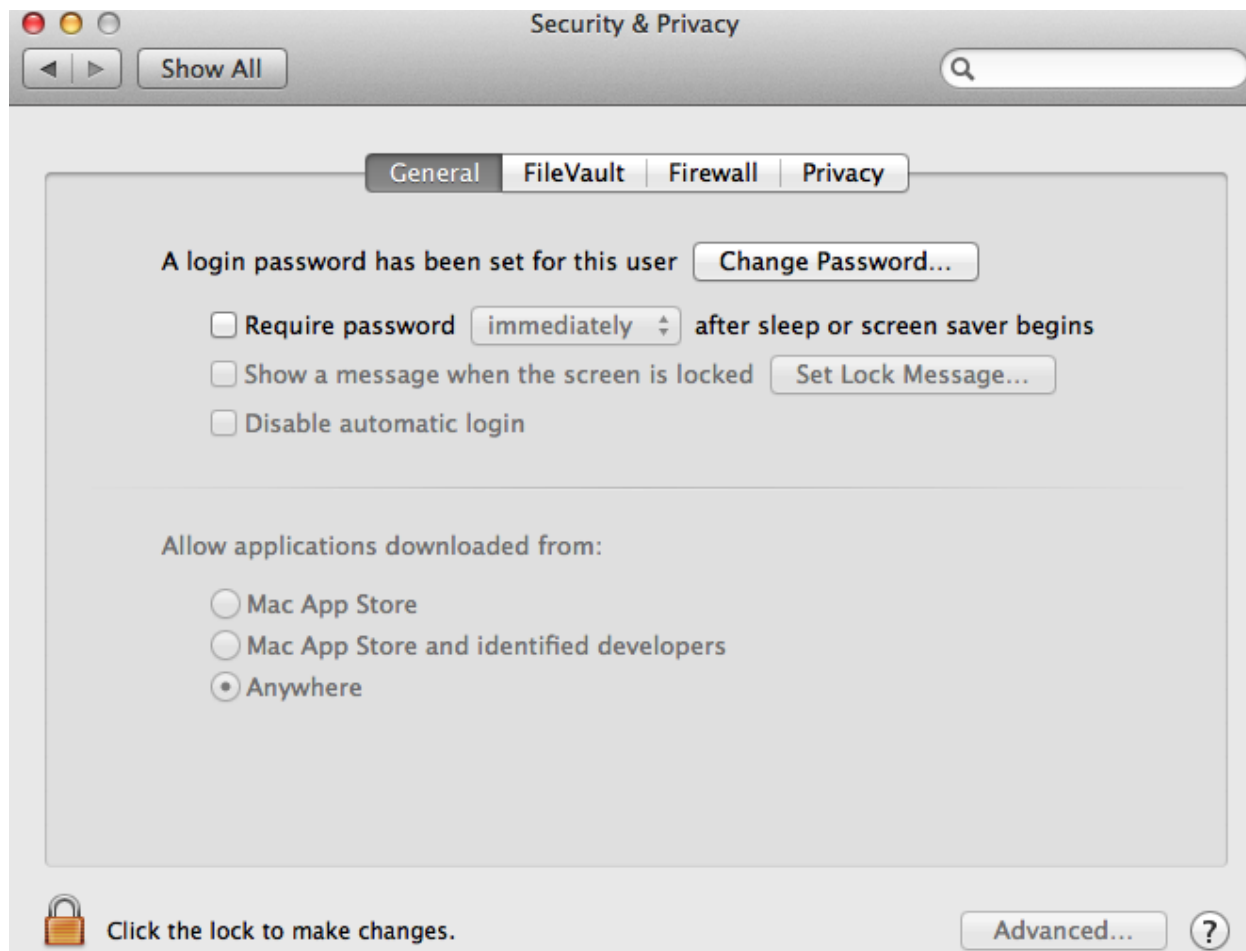 Security & Privacy
Show All
General FileVault Firewall Privacy
A login password has been set for this user Change Password...
Require password immediately after sleep or screen saver begins
Show a message when the screen is locked Set Lock Message...
Disable automatic login
Allow applications downloaded from:
Mac App Store
Mac App Store and identified developers
Anywhere
Click the lock to make changes. Advanced... ?